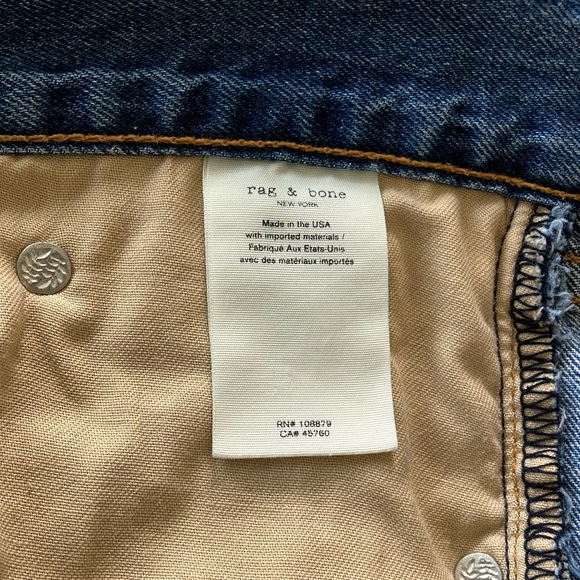 rag & bone
NEW YORK
Made in the USA
with imported materials /
Fabriqué Aux Etats-Unis
avec des matériaux importés
RN# 108879
CA# 45760